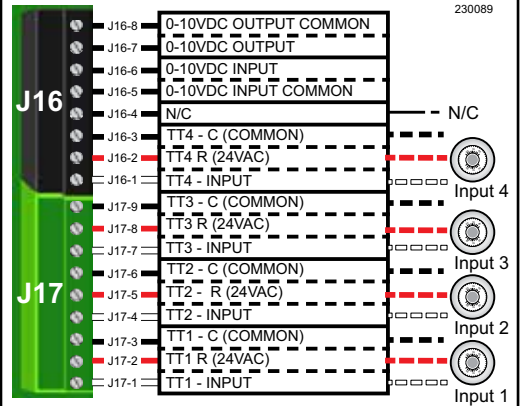 230089
J16-8 0-10VDC OUTPUT COMMON
J16-7 0-10VDC OUTPUT
J16-6 0-10VDC INPUT
J16
J16-5 0-10VDC INPUT COMMON
J16-4 N/C N/C
J16-3 TT4 - C (COMMON)
J16-2 TT4 R (24VAC)
J16-1 TT4 - INPUT
Input 4
J17-9 TT3 - C (COMMON)
J17-8 TT3 R (24VAC)
J17-7 TT3 - INPUT
Input 3
J17-6 TT2 - C (COMMON)
J17
J17-5 TT2 - R (24VAC)
J17-4 TT2 - INPUT
Input 2
J17-3 TT1 - C (COMMON)
J17-2 TT1 R (24VAC)
J17-1 TT1 - INPUT
Input 1